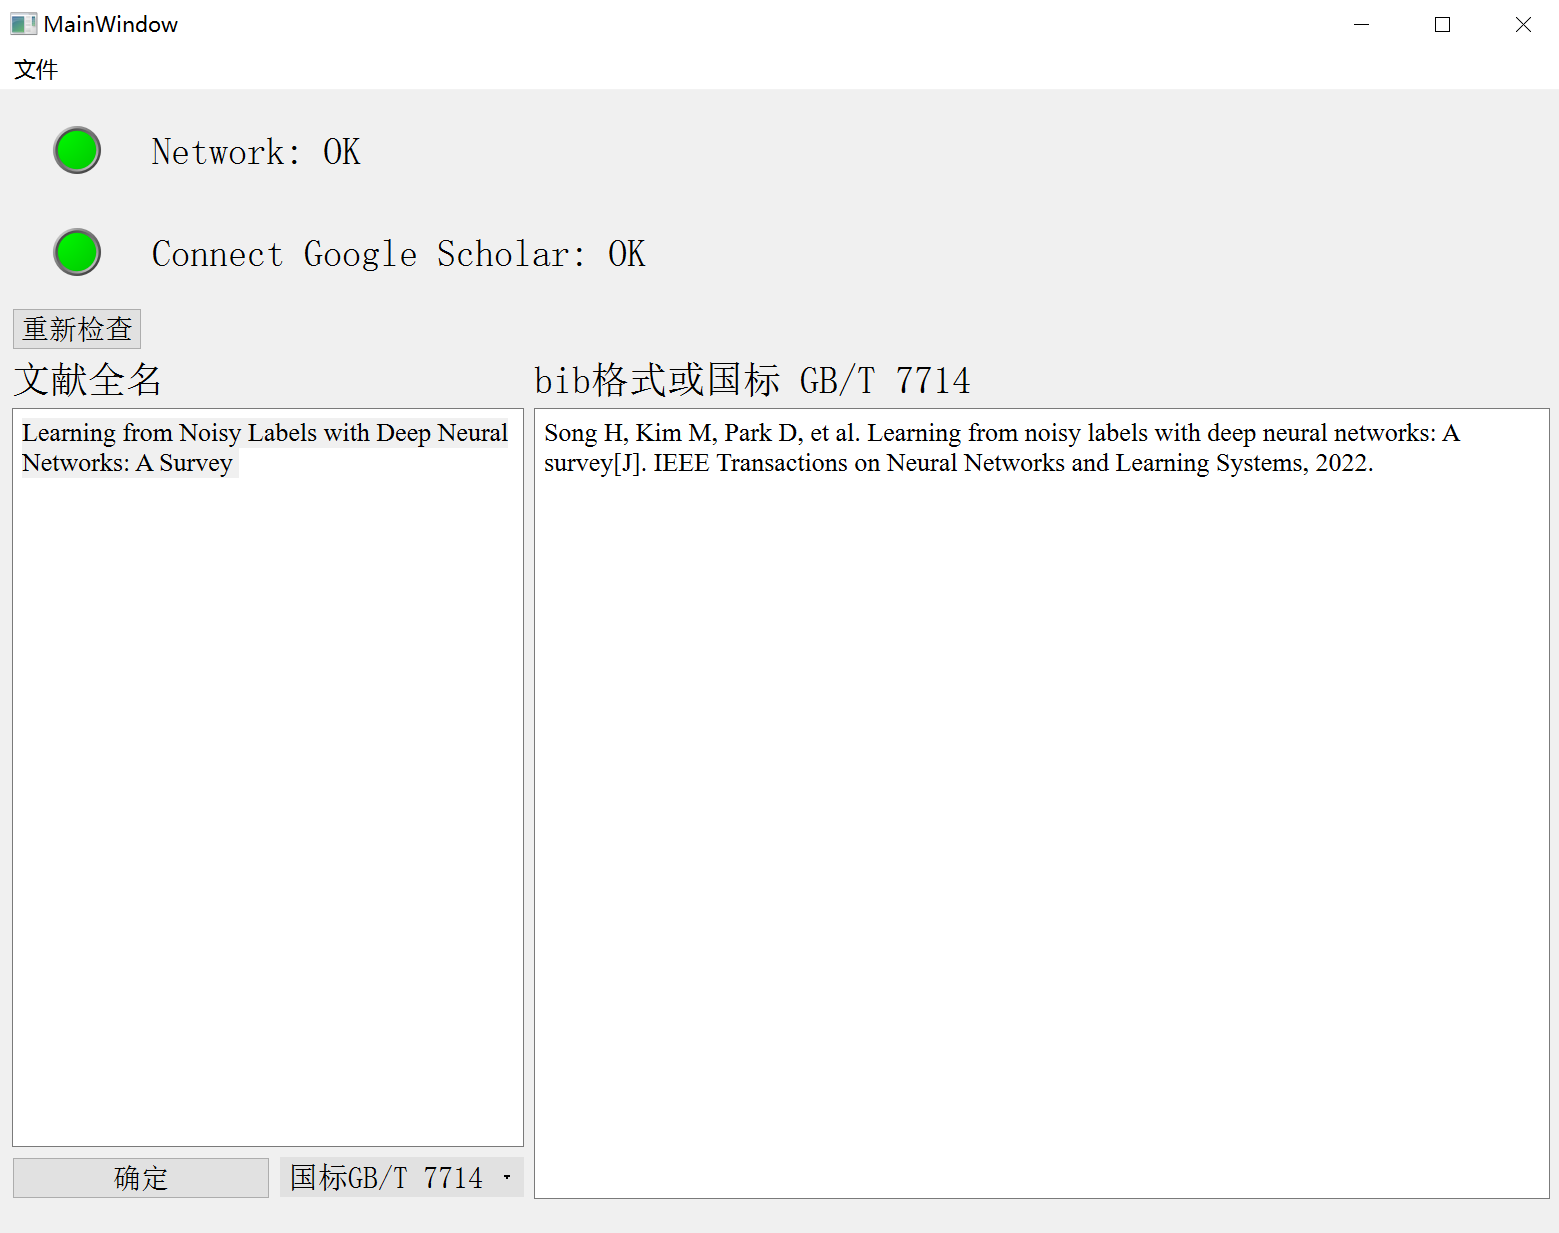 MainWindow
文件
Network: OK
Connect Google Scholar: OK
重新检查
文献全名
bib格式或国标 GB/T 7714
Learning from Noisy Labels with Deep Neural
Networks: A Survey
Song H, Kim M, Park D, et al. Learning from noisy labels with deep neural networks: A
survey[J]. IEEE Transactions on Neural Networks and Learning Systems, 2022.
确定
国标GB/T 7714